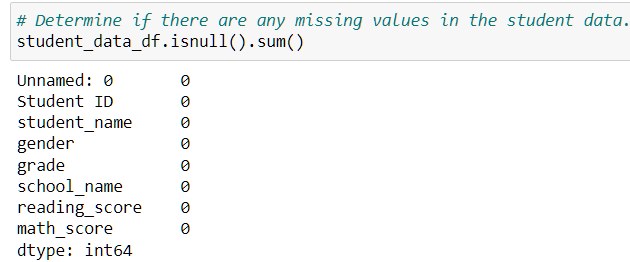 # Determine if there are any missing values in the student data.
student_data_df.isnull().sum()
Unnamed: 0 0
Student ID 0
student_name 0
gender 0
grade 0
school_name 0
reading_score 0
math_score 0
dtype: int64